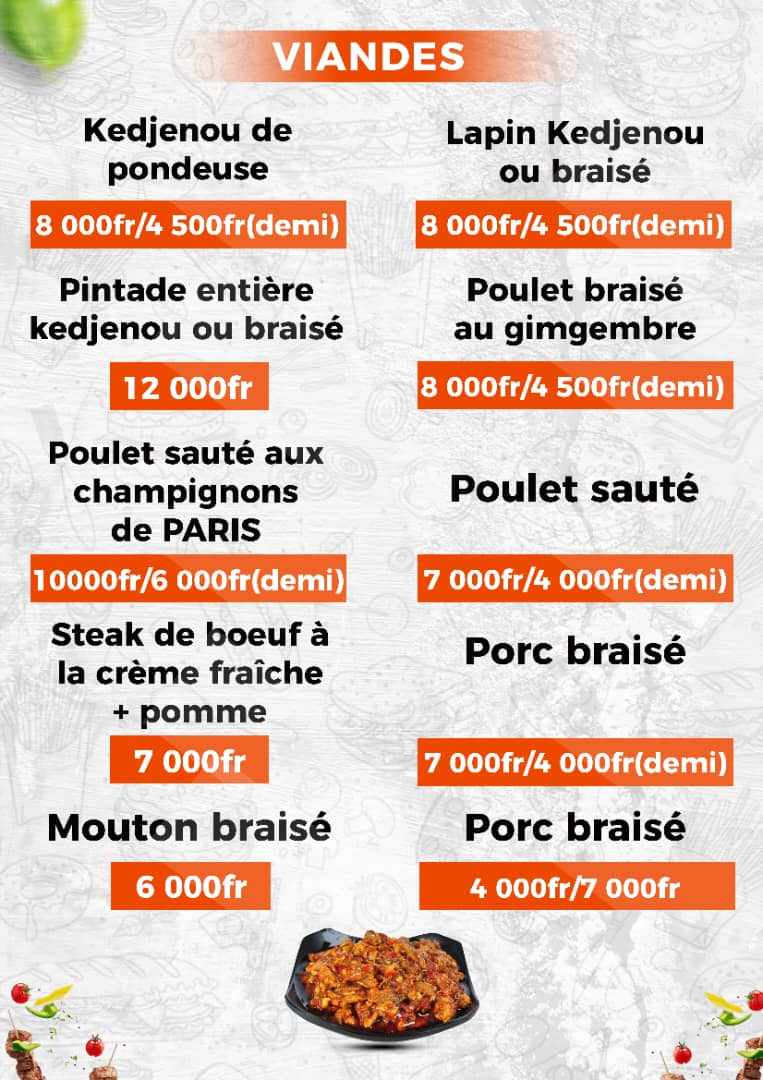 VIANDES
Kedjenou de
pondeuse
8 000fr/4 500fr(demi)
Lapin Kedjenou
ou braisé
8 000fr/4 500fr(demi)
Pintade entière
kedjenou ou braisé
12 000fr
Poulet braisé
au gimgembre
8 000fr/4 500fr(demi)
Poulet sauté aux
champignons
de PARIS
10000fr/6 000fr(demi)
Poulet sauté
7 000fr/4 000fr(demi)
Steak de boeuf à
la crème fraîche
+ pomme
7 000fr
Porc braisé
7 000fr/4 000fr(demi)
Mouton braisé
6 000fr
Porc braisé
4 000fr/7 000fr